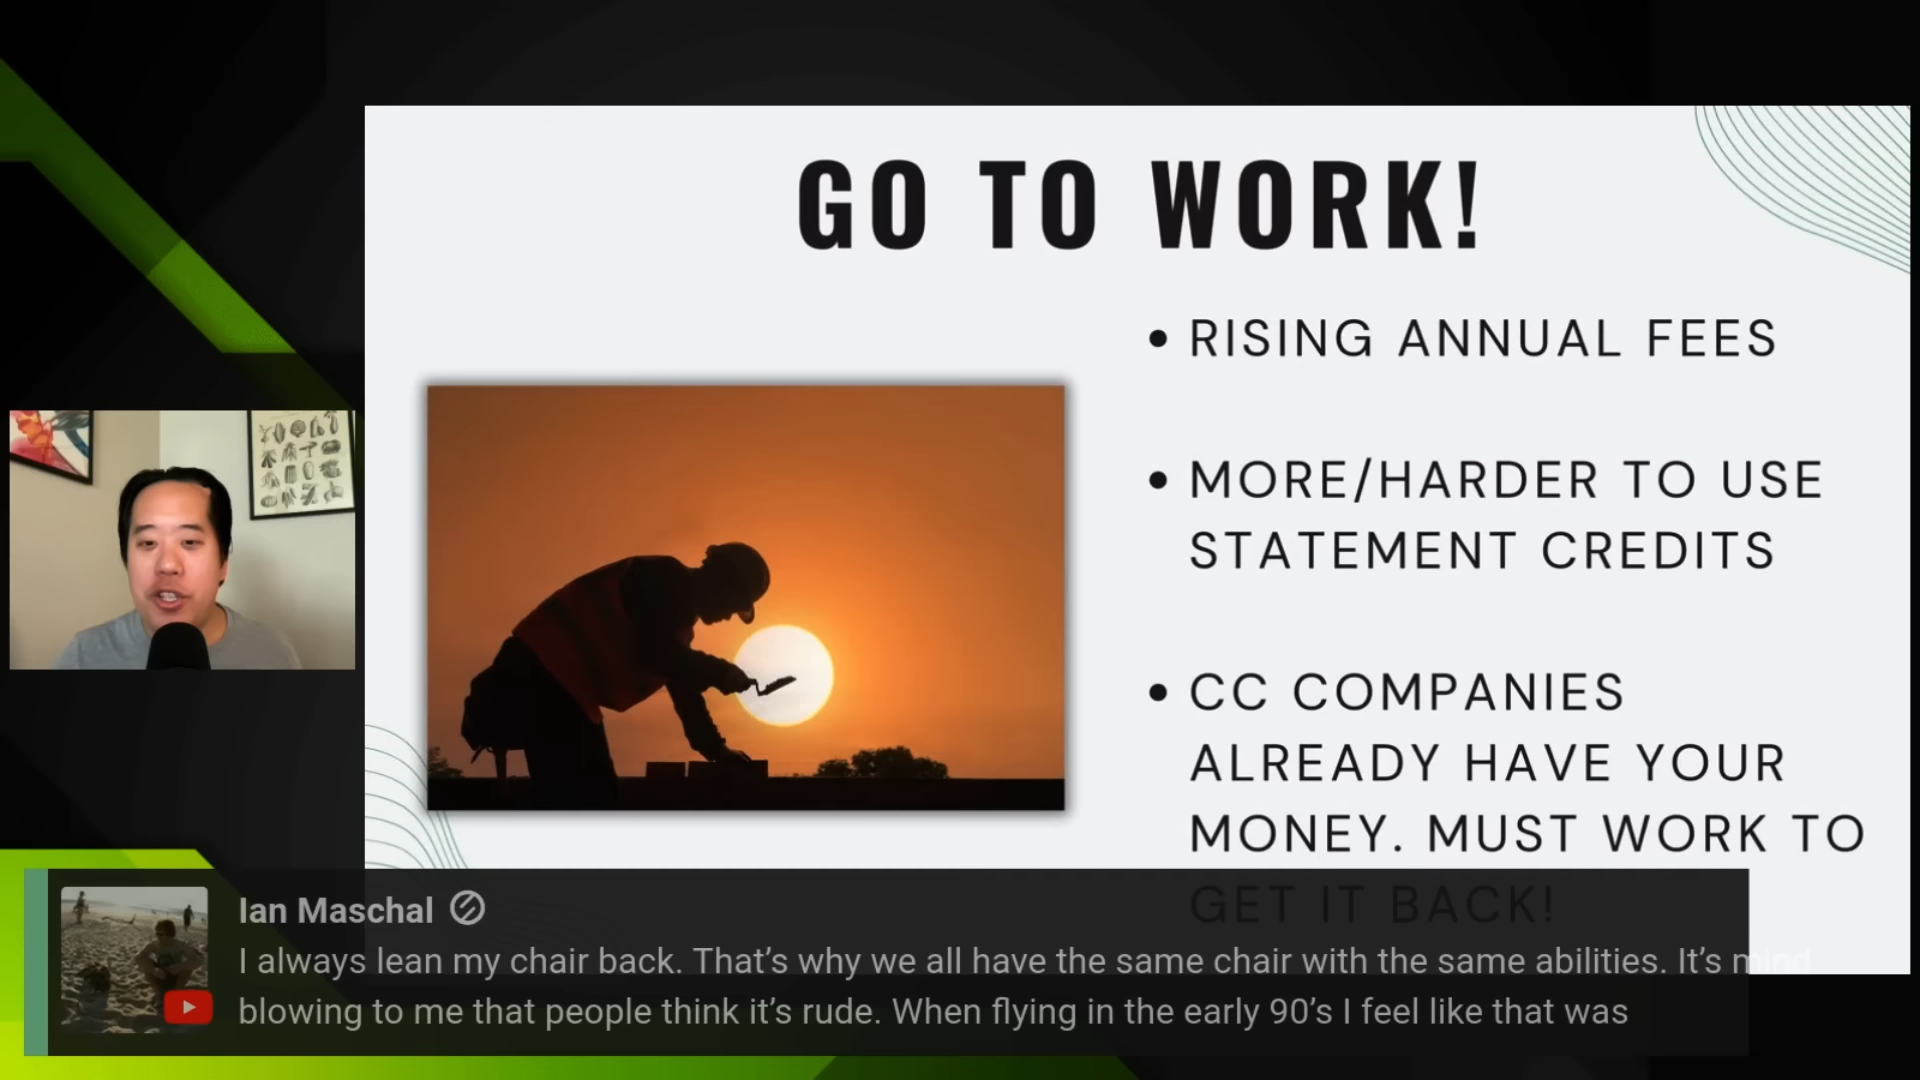 GO TO WORK!
• RISING ANNUAL FEES
• MORE/HARDER TO USE
STATEMENT CREDITS
• CC COMPANIES
ALREADY HAVE YOUR
MONEY. MUST WORK TO
GET IT BACK!
Ian Maschal
I always lean my chair back. That’s why we all have the same chair with the same abilities. It’s mind
blowing to me that people think it’s rude. When flying in the early 90’s I feel like that was